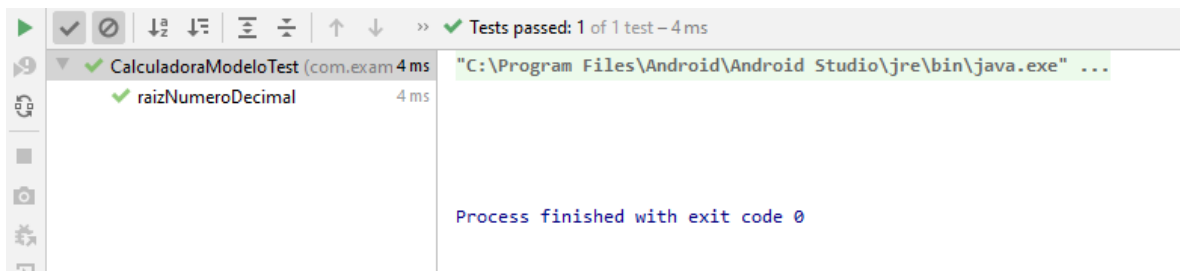 Tests passed: 1 of 1 test – 4 ms
CalculadoraModeloTest (com.exam 4 ms
raizNumeroDecimal 4 ms
"C:\Program Files\Android\Android Studio\jre\bin\java.exe" ...
Process finished with exit code 0